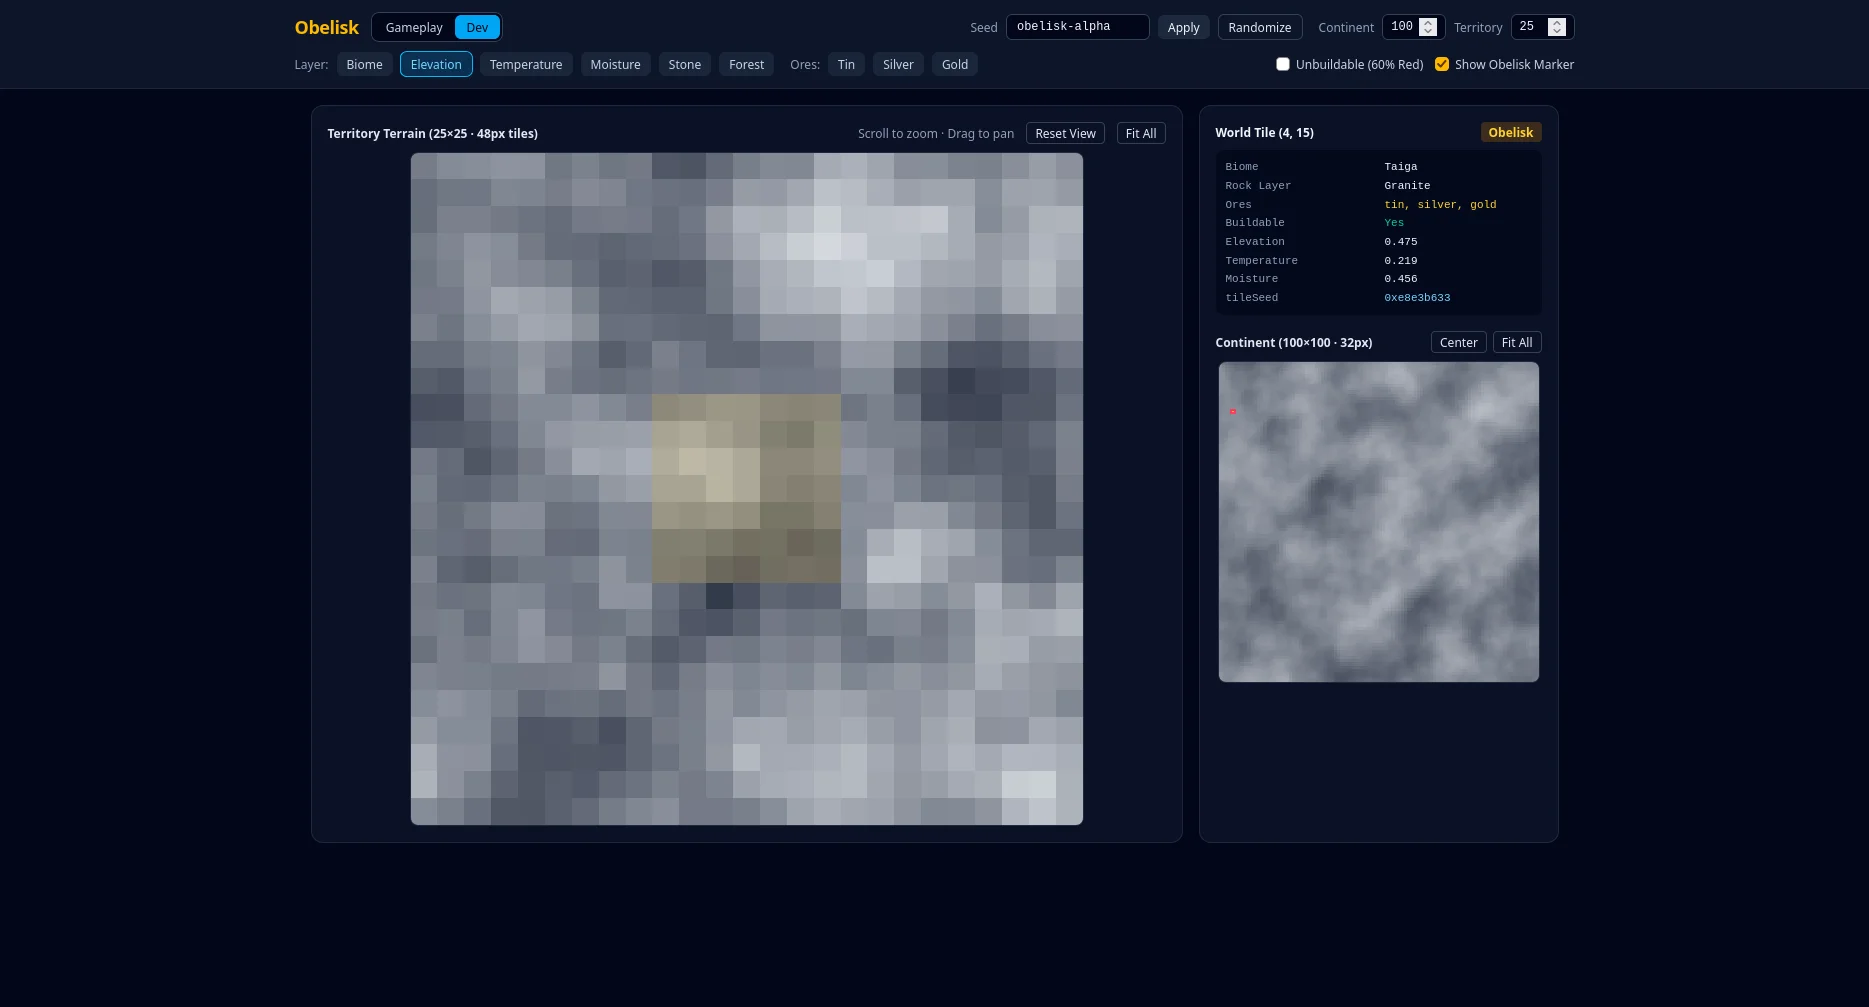 Obelisk Gameplay Dev Seed obelisk-alpha Apply Randomize Continent 100 Territory 25
Layer: Biome Elevation Temperature Moisture Stone Forest Ores: Tin Silver Gold Unbuildable (60% Red) Show Obelisk Marker
Territory Terrain (25×25 · 48px tiles) Scroll to zoom · Drag to pan Reset View Fit All
World Tile (4, 15) Obelisk
Biome Taiga
Rock Layer Granite
Ores tin, silver, gold
Buildable Yes
Elevation 0.475
Temperature 0.219
Moisture 0.456
tileSeed 0xe8e3b633
Continent (100×100 · 32px) Center Fit All